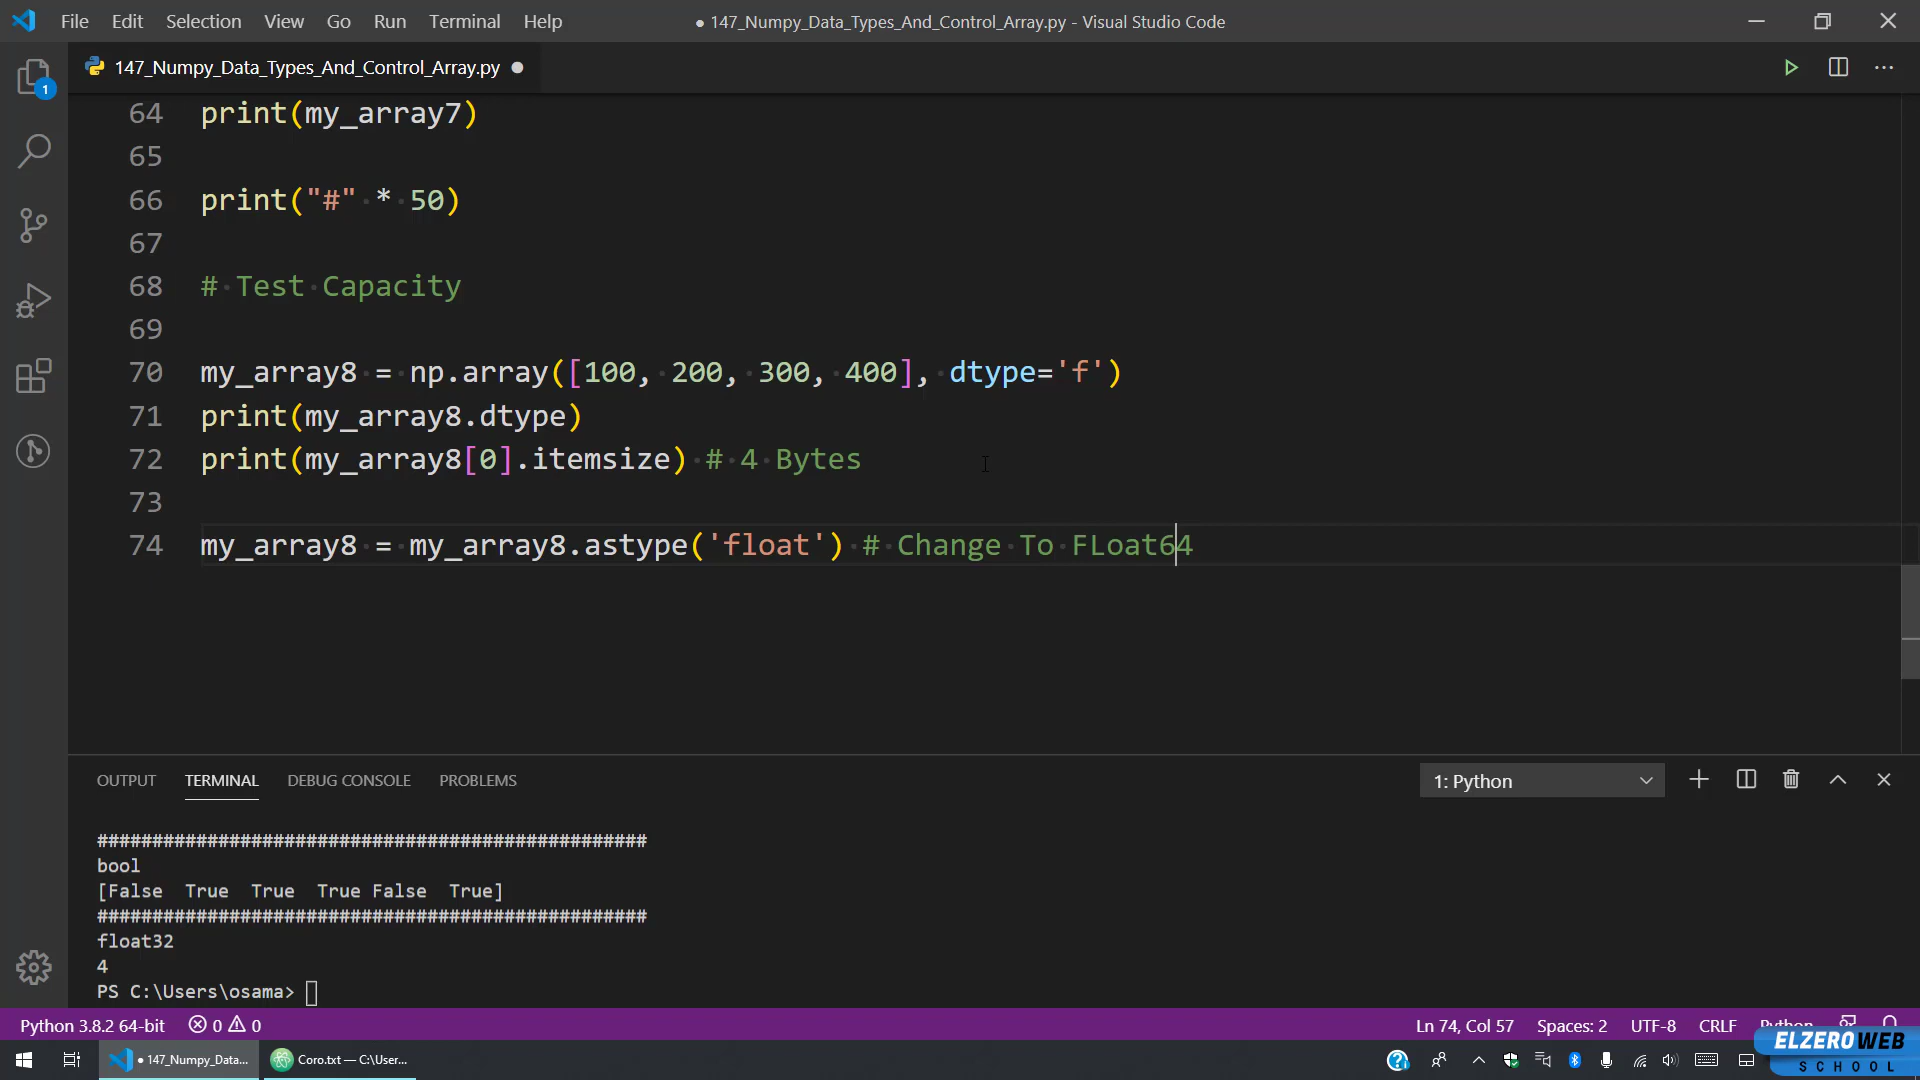 File Edit Selection View Go Run Terminal Help
● 147_Numpy_Data_Types_And_Control_Array.py - Visual Studio Code
147_Numpy_Data_Types_And_Control_Array.py
1
64 print(my_array7)
65
66 print("#" * 50)
67
68 # Test Capacity
69
70 my_array8 = np.array([100, 200, 300, 400], dtype='f')
71 print(my_array8.dtype)
72 print(my_array8[0].itemsize) # 4 Bytes
73
74 my_array8 = my_array8.astype('float') # Change To FLoat64
OUTPUT TERMINAL DEBUG CONSOLE PROBLEMS
1: Python
##################################################
bool
[False  True  True  True False  True]
##################################################
float32
4
PS C:\Users\osama>
Python 3.8.2 64-bit 0 0
Ln 74, Col 57 Spaces: 2 UTF-8 CRLF Python
● 147_Numpy_Data...
Coro.txt — C:\User...
ELZEROWEB
SCHOOL